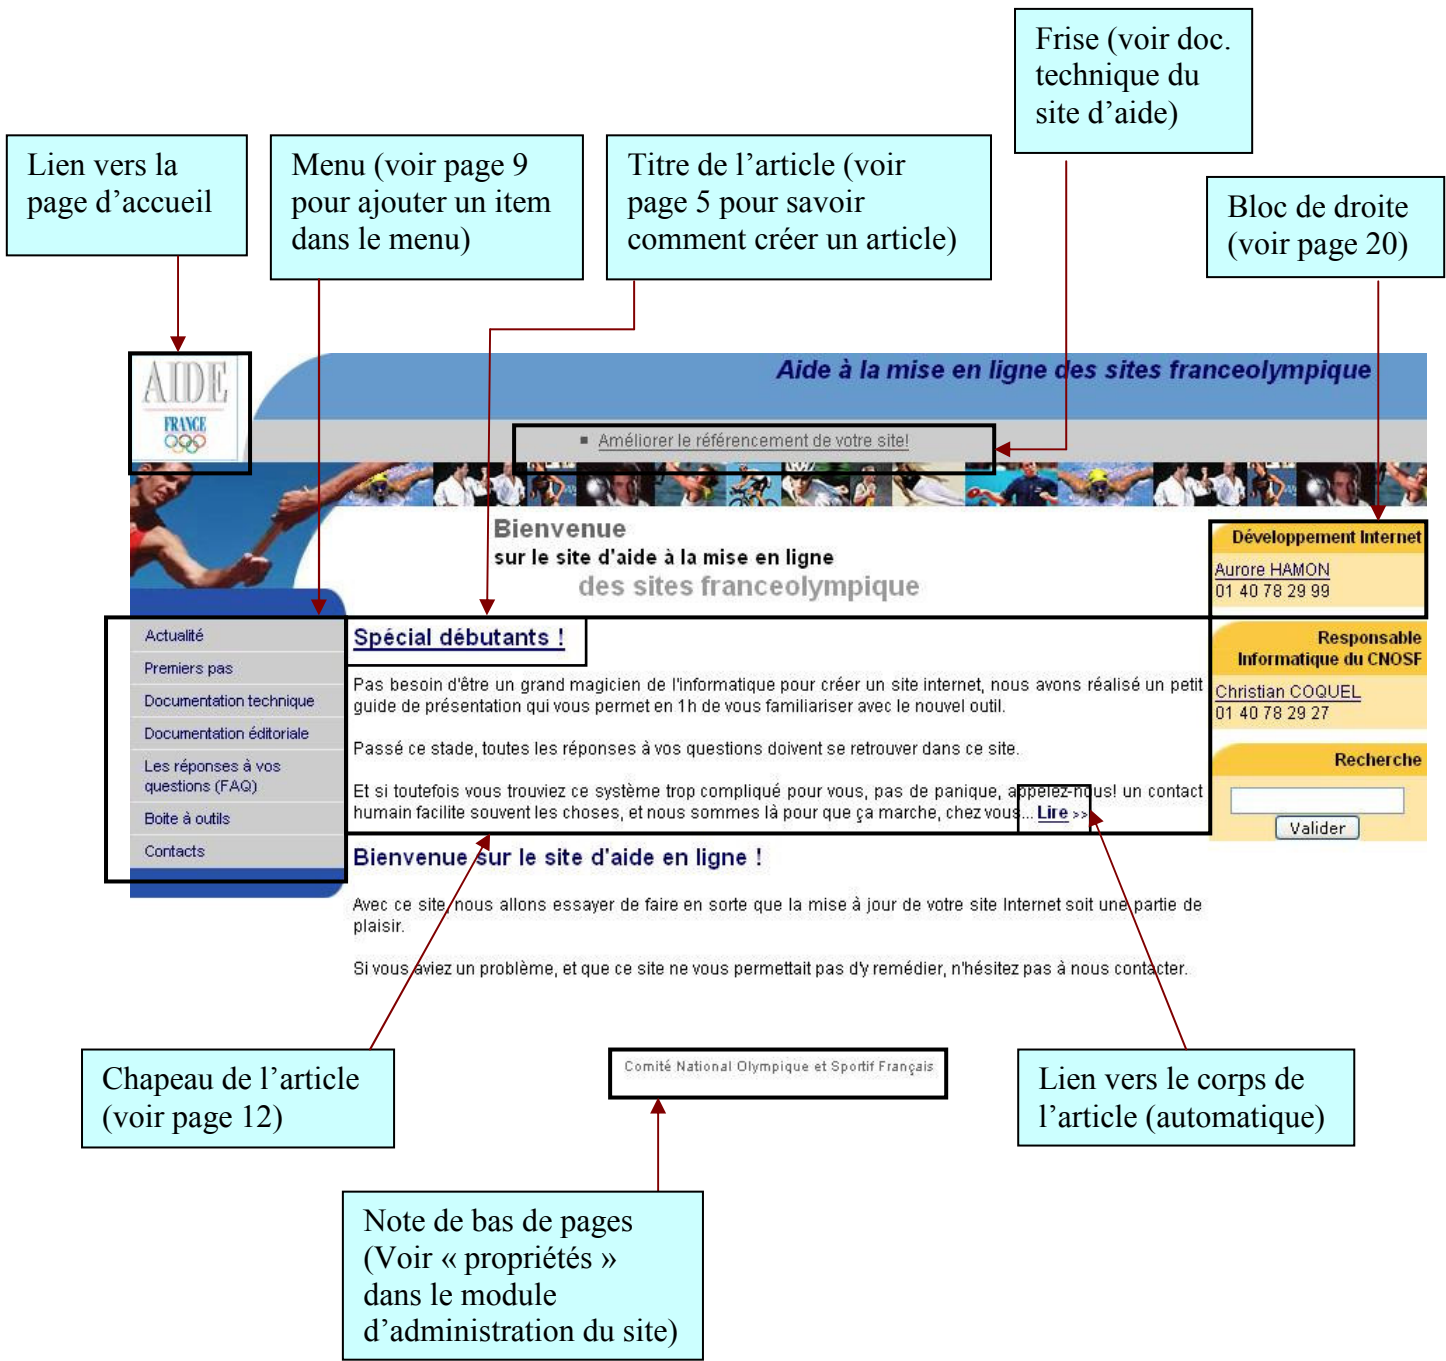 Frise (voir doc.
technique du
site d’aide)
Lien vers la
page d’accueil
Menu (voir page 9
pour ajouter un item
dans le menu)
Titre de l’article (voir
page 5 pour savoir
comment créer un article)
Bloc de droite
(voir page 20)
AIDE
FRANCE
Aide à la mise en ligne des sites franceolympique
Améliorer le référencement de votre site!
Bienvenue
sur le site d'aide à la mise en ligne
des sites franceolympique
Développement Internet
Aurore HAMON
01 40 78 29 99
Responsable
Informatique du CNOSF
Christian COQUEL
01 40 78 29 27
Recherche
Valider
Actualité
Premiers pas
Documentation technique
Documentation éditoriale
Les réponses à vos
questions (FAQ)
Boite à outils
Contacts
Spécial débutants !
Pas besoin d'être un grand magicien de l'informatique pour créer un site internet, nous avons réalisé un petit
guide de présentation qui vous permet en 1h de vous familiariser avec le nouvel outil.
Passé ce stade, toutes les réponses à vos questions doivent se retrouver dans ce site.
Et si toutefois vous trouviez ce système trop compliqué pour vous, pas de panique, appelez-nous! un contact
humain facilite souvent les choses, et nous sommes là pour que ça marche, chez vous... Lire >>
Bienvenue sur le site d'aide en ligne !
Avec ce site, nous allons essayer de faire en sorte que la mise à jour de votre site Internet soit une partie de
plaisir.
Si vous aviez un problème, et que ce site ne vous permettait pas d'y remédier, n'hésitez pas à nous contacter.
Chapeau de l’article
(voir page 12)
Comité National Olympique et Sportif Français
Lien vers le corps de
l’article (automatique)
Note de bas de pages
(Voir « propriétés »
dans le module
d’administration du site)